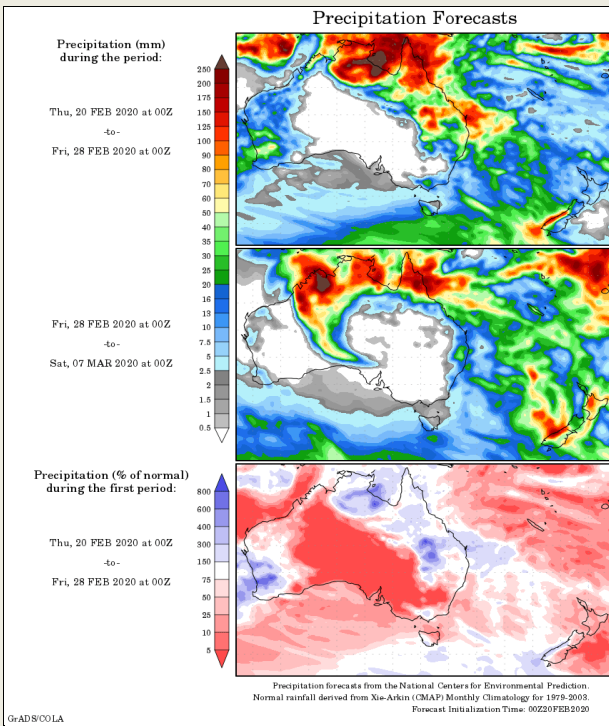 Precipitation Forecasts
Precipitation (mm)
during the period:
Thu, 20 FEB 2020 at 00Z
-to-
Fri, 28 FEB 2020 at 00Z
250
200
175
150
125
100
90
80
70
60
50
40
35
30
25
20
16
13
10
7.5
5
2.5
2
1.5
1
0.5
Fri, 28 FEB 2020 at 00Z
-to-
Sat, 07 MAR 2020 at 00Z
Precipitation (% of normal)
during the first period:
Thu, 20 FEB 2020 at 00Z
-to-
Fri, 28 FEB 2020 at 00Z
800
600
400
300
150
75
50
25
10
5
Precipitation forecasts from the National Centers for Environmental Prediction.
Normal rainfall derived from Xie-Arkin (CMAP) Monthly Climatology for 1979-2003.
Forecast Initialization Time: 00Z20FEB2020
GrADS/COLA